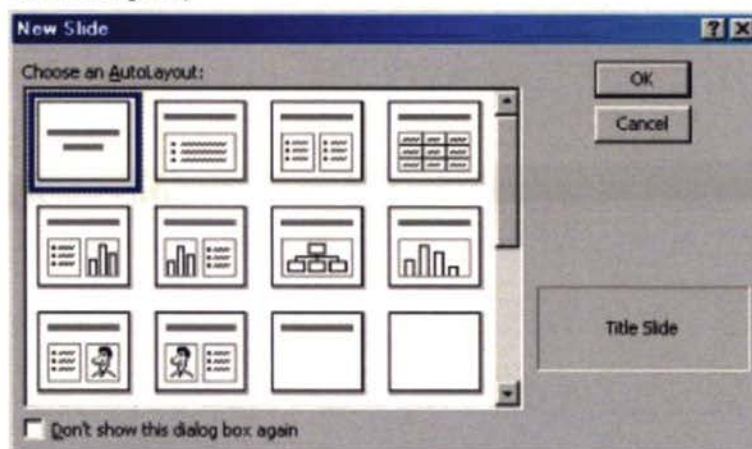 New Slide
Choose an AutoLayout:
OK
Cancel
Title Slide
Don't show this dialog box again